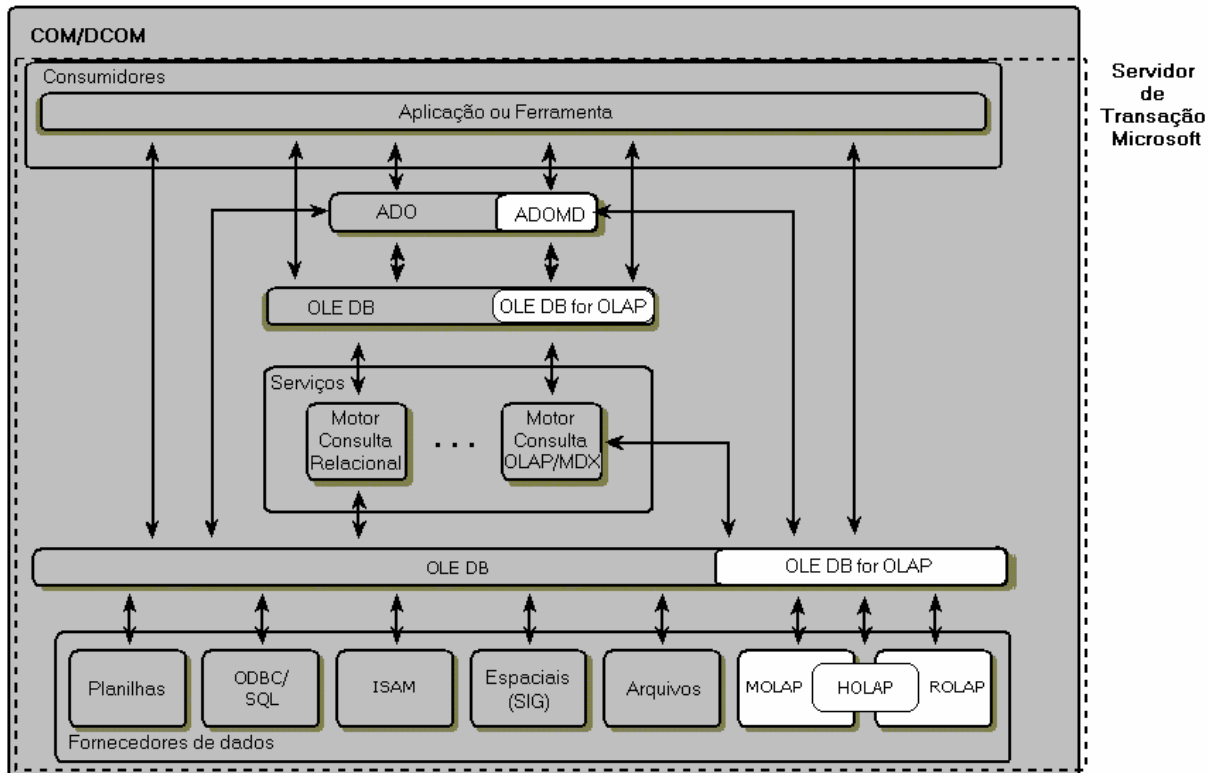 COM/DCOM
Servidor
de
Transação
Microsoft
Consumidores
Aplicação ou Ferramenta
ADO
ADOMD
OLE DB
OLE DB for OLAP
Serviços
Motor
Consulta
Relacional
. . .
Motor
Consulta
OLAP/MDX
OLE DB
OLE DB for OLAP
Planilhas
ODBC/
SQL
ISAM
Espaciais
(SIG)
Arquivos
MOLAP
HOLAP
ROLAP
Fornecedores de dados